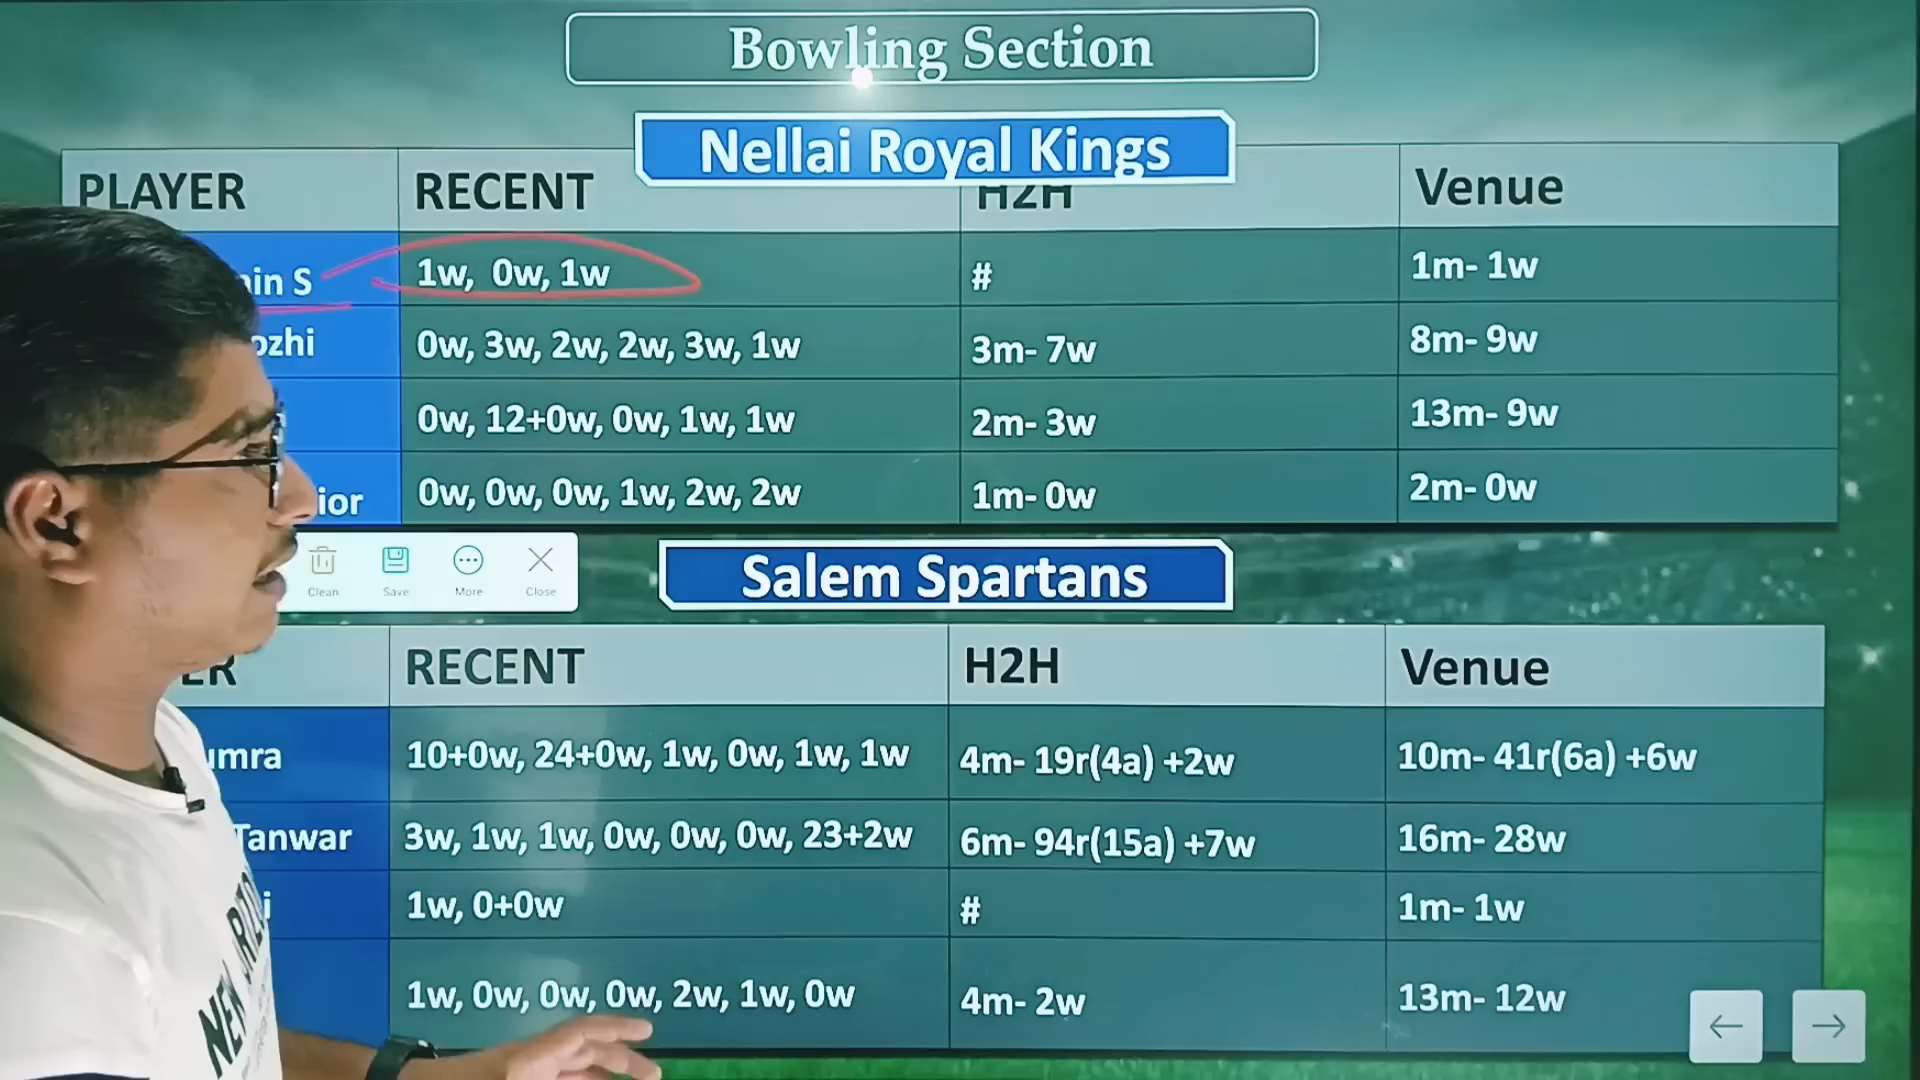 Bowling Section
Nellai Royal Kings
PLAYER RECENT H2H Venue
in S 1w, 0w, 1w # 1m- 1w
ozhi 0w, 3w, 2w, 2w, 3w, 1w 3m- 7w 8m- 9w
0w, 12+0w, 0w, 1w, 1w 2m- 3w 13m- 9w
ior 0w, 0w, 0w, 1w, 2w, 2w 1m- 0w 2m- 0w
Clean Save More Close
Salem Spartans
ER RECENT H2H Venue
umra 10+0w, 24+0w, 1w, 0w, 1w, 1w 4m- 19r(4a) +2w 10m- 41r(6a) +6w
Tanwar 3w, 1w, 1w, 0w, 0w, 0w, 23+2w 6m- 94r(15a) +7w 16m- 28w
i 1w, 0+0w # 1m- 1w
1w, 0w, 0w, 0w, 2w, 1w, 0w 4m- 2w 13m- 12w
NEW